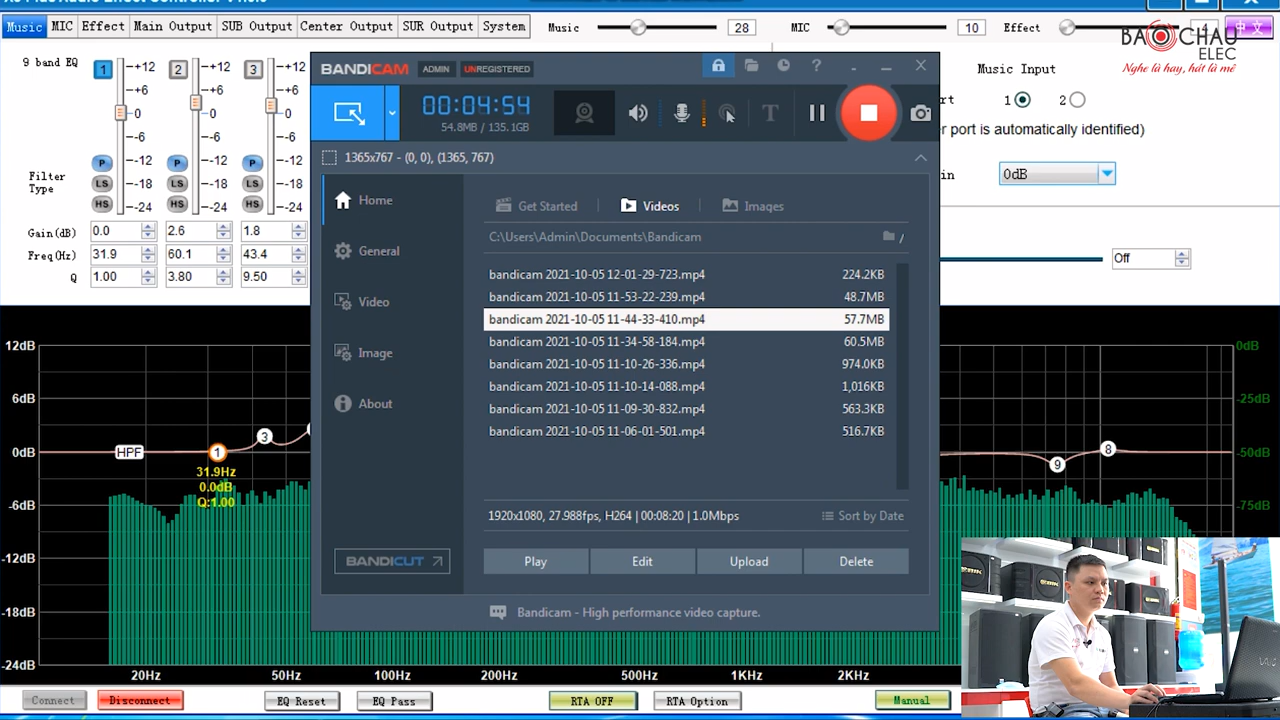 Music MIC Effect Main Output SUB Output Center Output SUR Output System Music 28 MIC 10 Effect 中文
BAO CHAU
ELEC
Nghe là hay, hát là mê
9 band EQ
1 +12 2 +12 3 +12
+6 +6 +6
0 0 0
-6 -6 -6
P -12 P -12 P -12
Filter
Type
LS -18 LS -18 LS -18
HS -24 HS -24 HS -24
Gain(dB) 0.0 2.6 1.8
Freq(Hz) 31.9 60.1 43.4
Q 1.00 3.80 9.50
BANDICAM ADMIN UNREGISTERED ?
00:04:54
54.8MB / 135.1GB
T
1365x767 - (0, 0), (1365, 767)
Home
General
Video
Image
About
BANDICUT
Get Started Videos Images
C:\Users\Admin\Documents\Bandicam /
bandicam 2021-10-05 12-01-29-723.mp4 224.2KB
bandicam 2021-10-05 11-53-22-239.mp4 48.7MB
bandicam 2021-10-05 11-44-33-410.mp4 57.7MB
bandicam 2021-10-05 11-34-58-184.mp4 60.5MB
bandicam 2021-10-05 11-10-26-336.mp4 974.0KB
bandicam 2021-10-05 11-10-14-088.mp4 1,016KB
bandicam 2021-10-05 11-09-30-832.mp4 563.3KB
bandicam 2021-10-05 11-06-01-501.mp4 516.7KB
1920x1080, 27.988fps, H264 | 00:08:20 | 1.0Mbps Sort by Date
Play Edit Upload Delete
Bandicam - High performance video capture.
Music Input
1 2
port is automatically identified)
0dB
Off
12dB 0dB
6dB -25dB
0dB HPF 1 3 9 8 -50dB
31.9Hz
0.0dB
Q:1.00
-6dB -75dB
-12dB
-18dB
-24dB
20Hz 50Hz 100Hz 200Hz 500Hz 1KHz 2KHz
Connect Disconnect EQ Reset EQ Pass RTA OFF RTA Option Manual